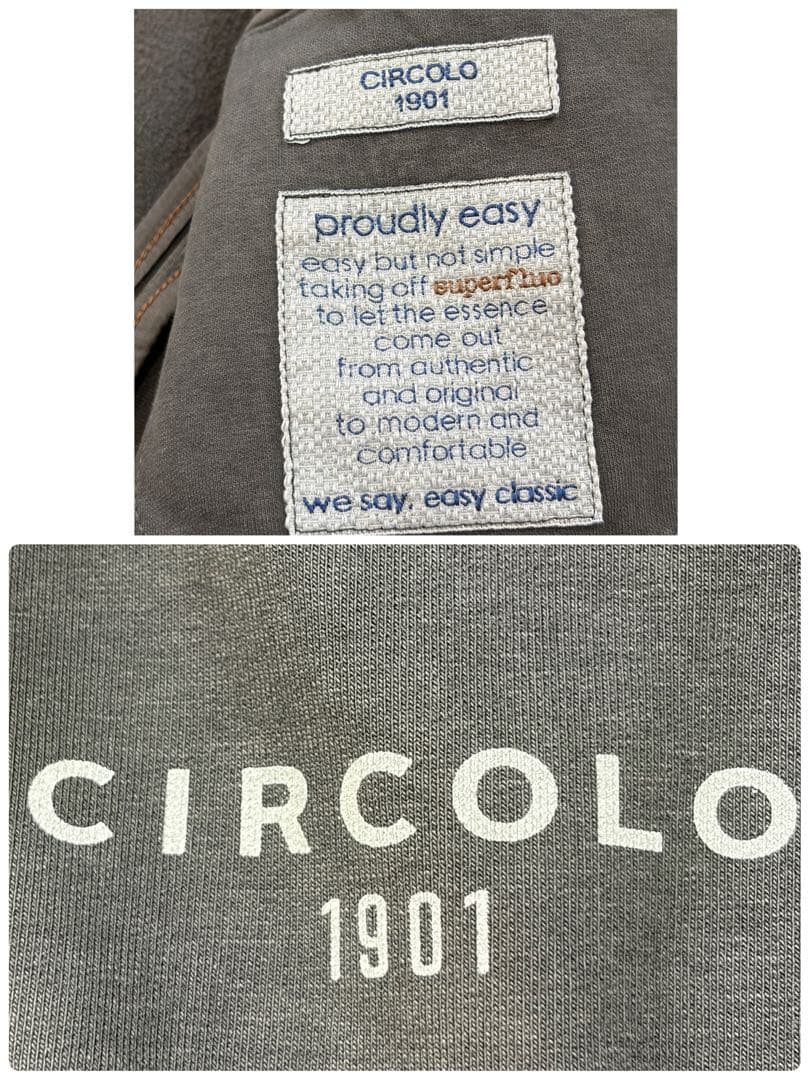 CIRCOLO
1901
proudly easy
easy but not simple
taking off superfluo
to let the essence
come out
from authentic
and original
to modern and
comfortable
we say. easy classic
CIRCOLO
1901